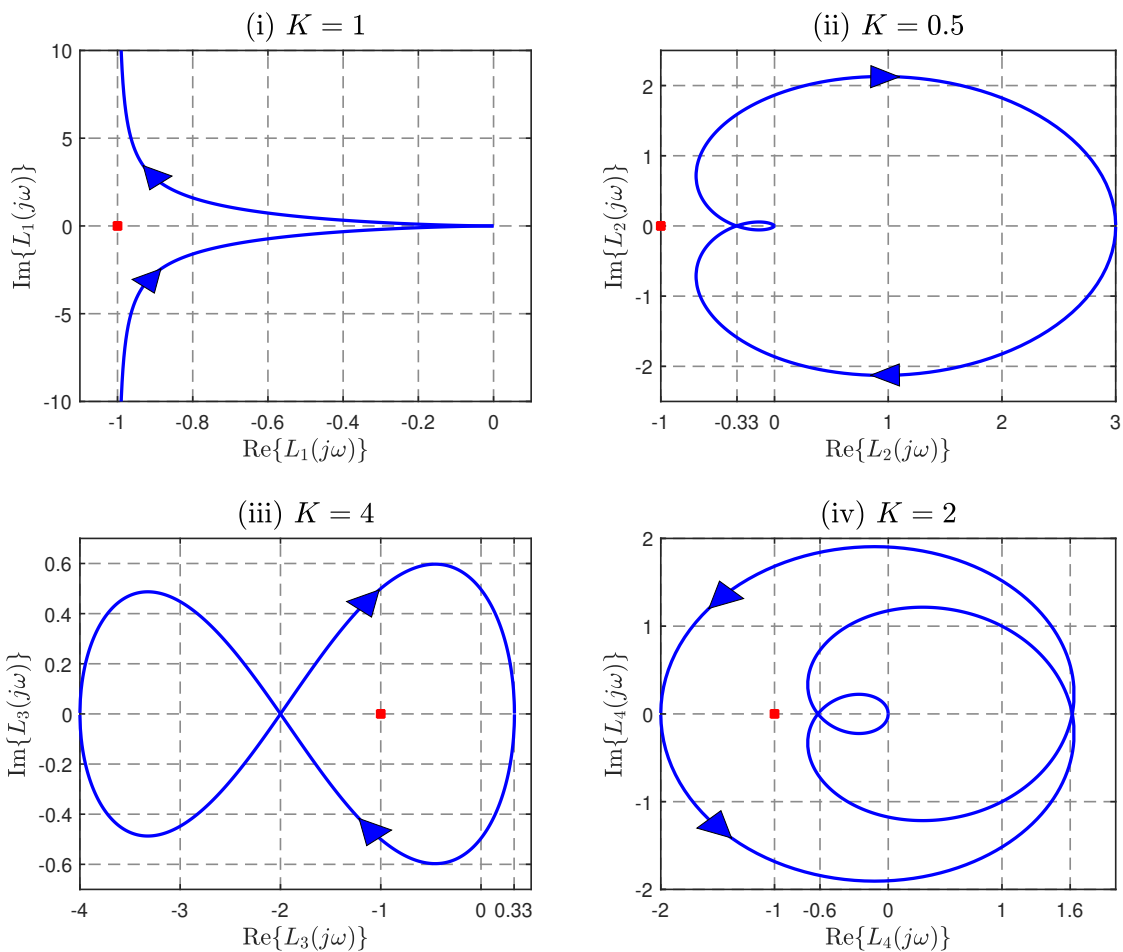 (i) K = 1
10
5
0
-5
-10
-1 -0.8 -0.6 -0.4 -0.2 0
Re{L₁(jω)}
Im{L₁(jω)}
(ii) K = 0.5
2
1
0
-1
-2
-1 -0.33 0 1 2 3
Re{L₂(jω)}
Im{L₂(jω)}
(iii) K = 4
0.6
0.4
0.2
0
-0.2
-0.4
-0.6
-4 -3 -2 -1 0 0.33
Re{L₃(jω)}
Im{L₃(jω)}
(iv) K = 2
2
1
0
-1
-2
-2 -1 -0.6 0 1 1.6
Re{L₄(jω)}
Im{L₄(jω)}